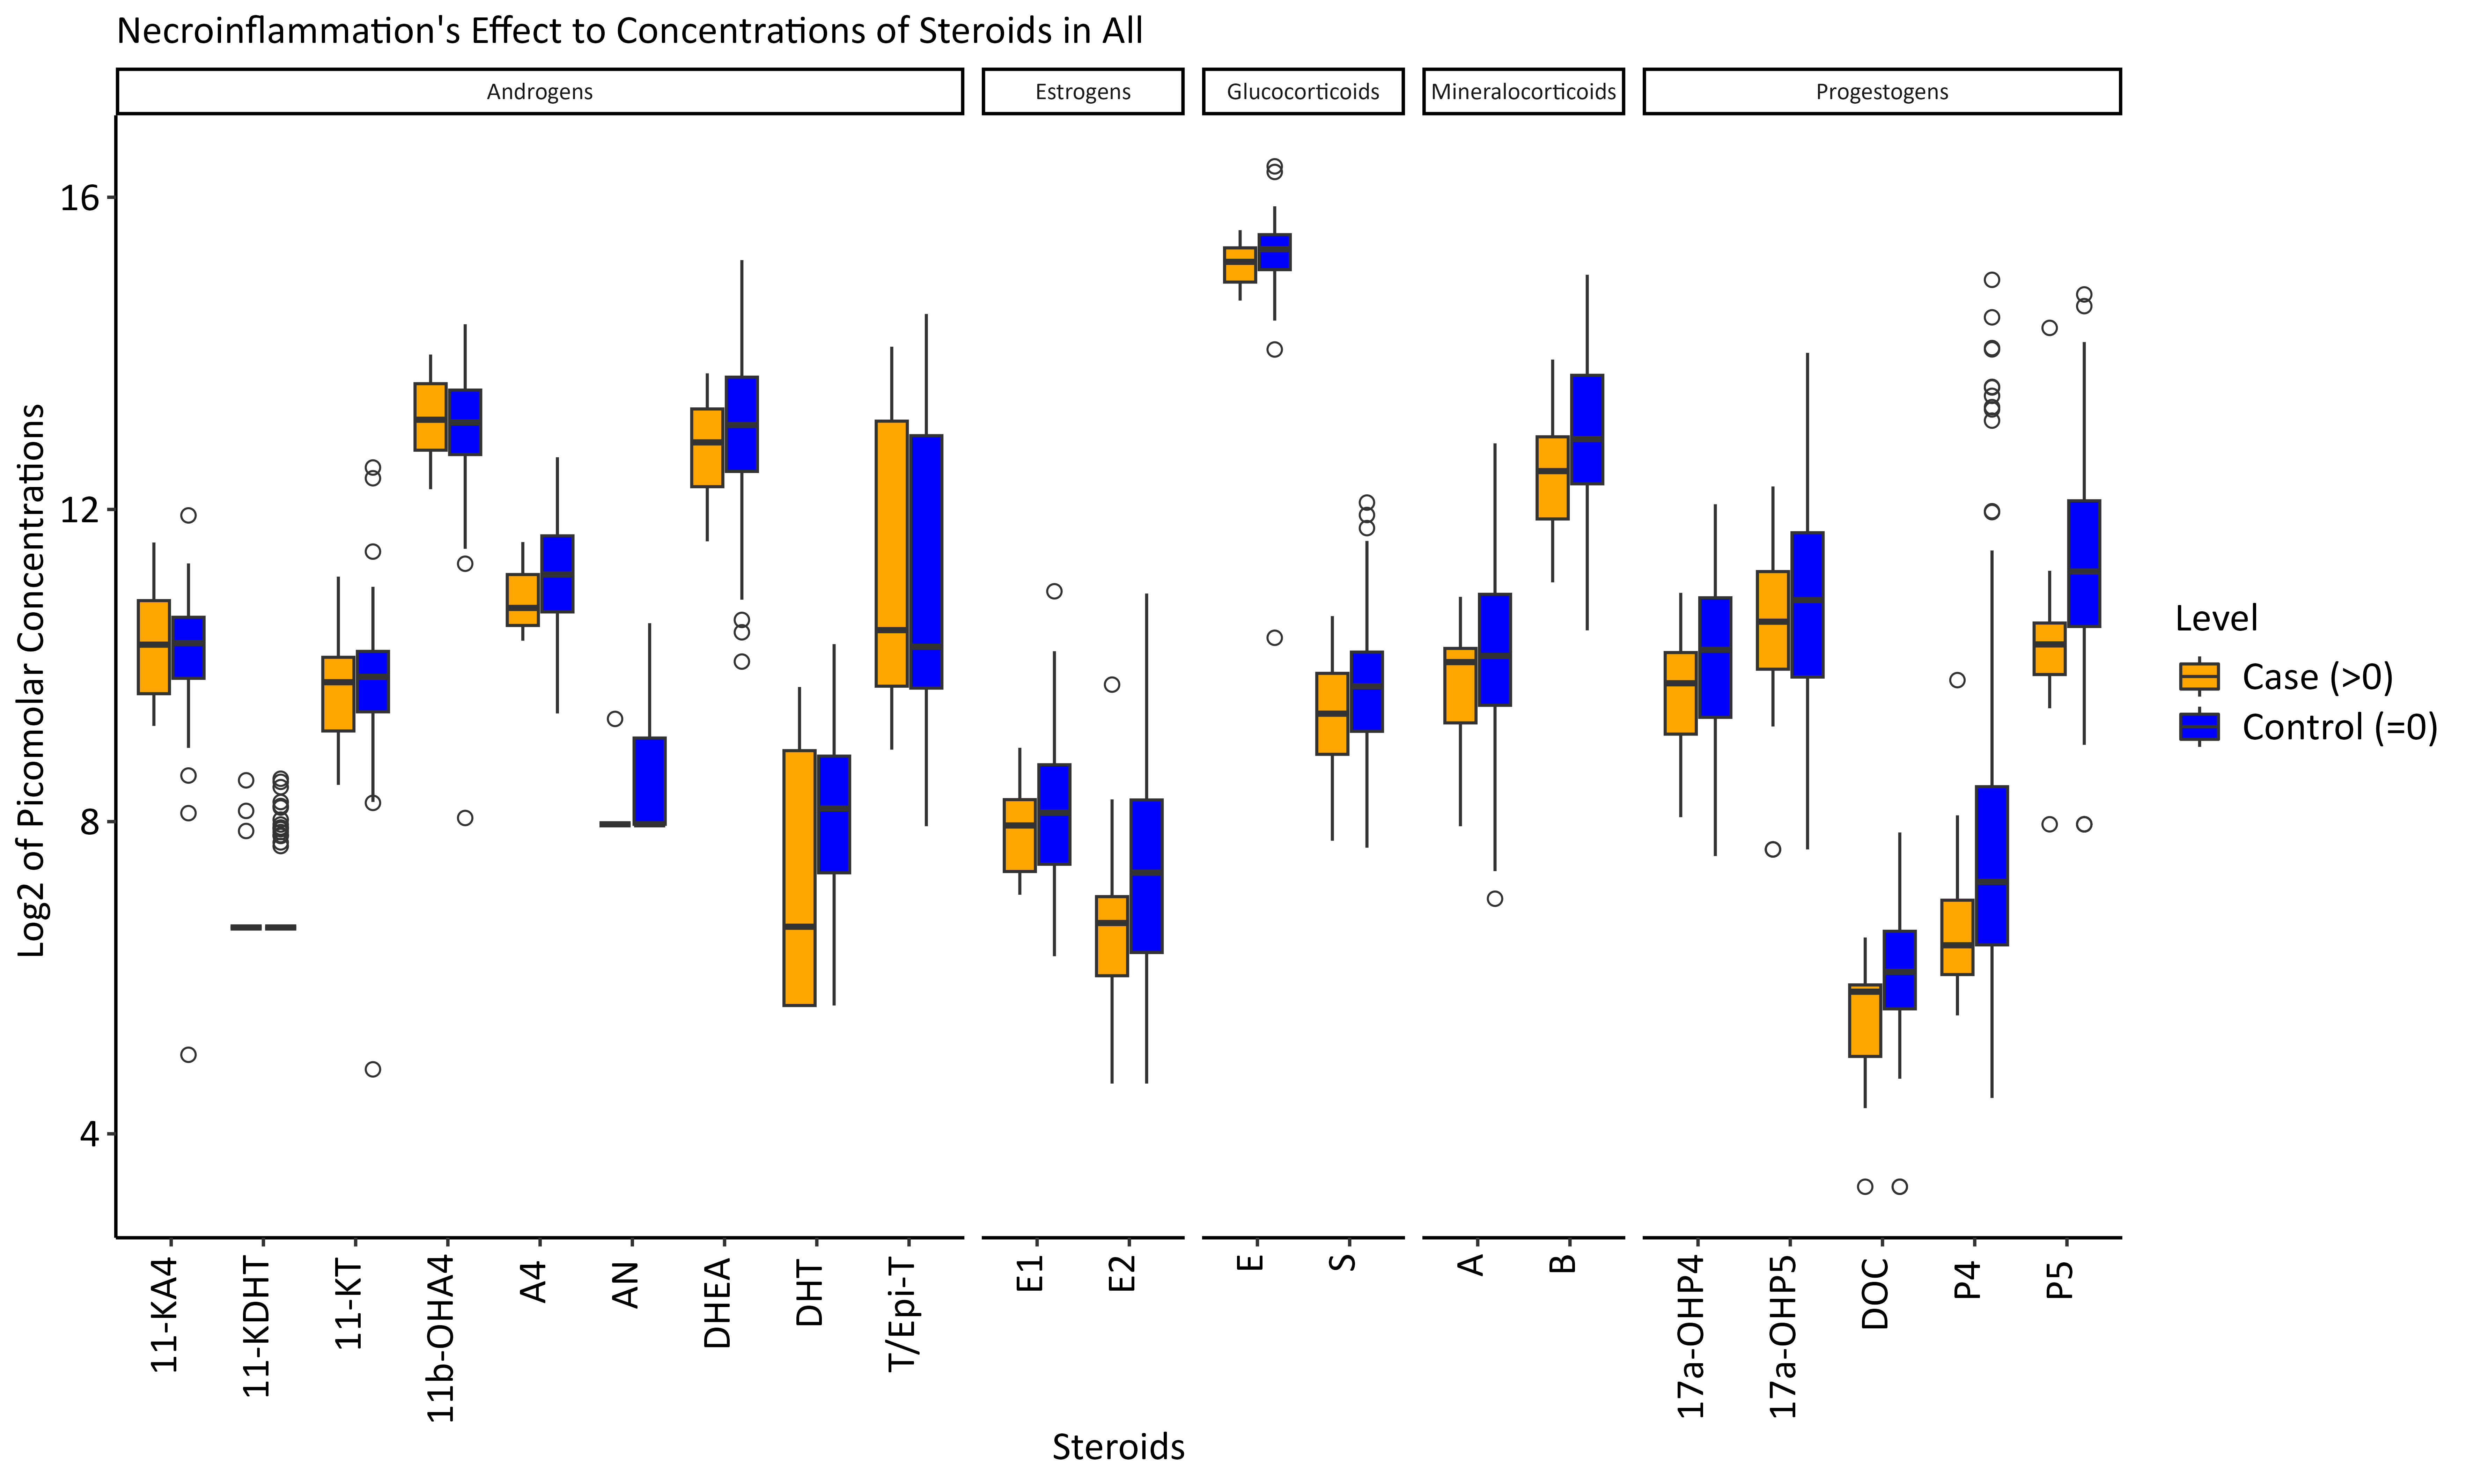 Necroinflammation's Effect to Concentrations of Steroids in All
Androgens
Estrogens
Glucocorticoids
Mineralocorticoids
Progestogens
Log2 of Picomolar Concentrations
16
12
8
4
11-KA4
11-KDHT
11-KT
11b-OHA4
A4
AN
DHEA
DHT
T/Epi-T
E1
E2
E
S
A
B
17a-OHP4
17a-OHP5
DOC
P4
P5
Steroids
Level
Case (>0)
Control (=0)